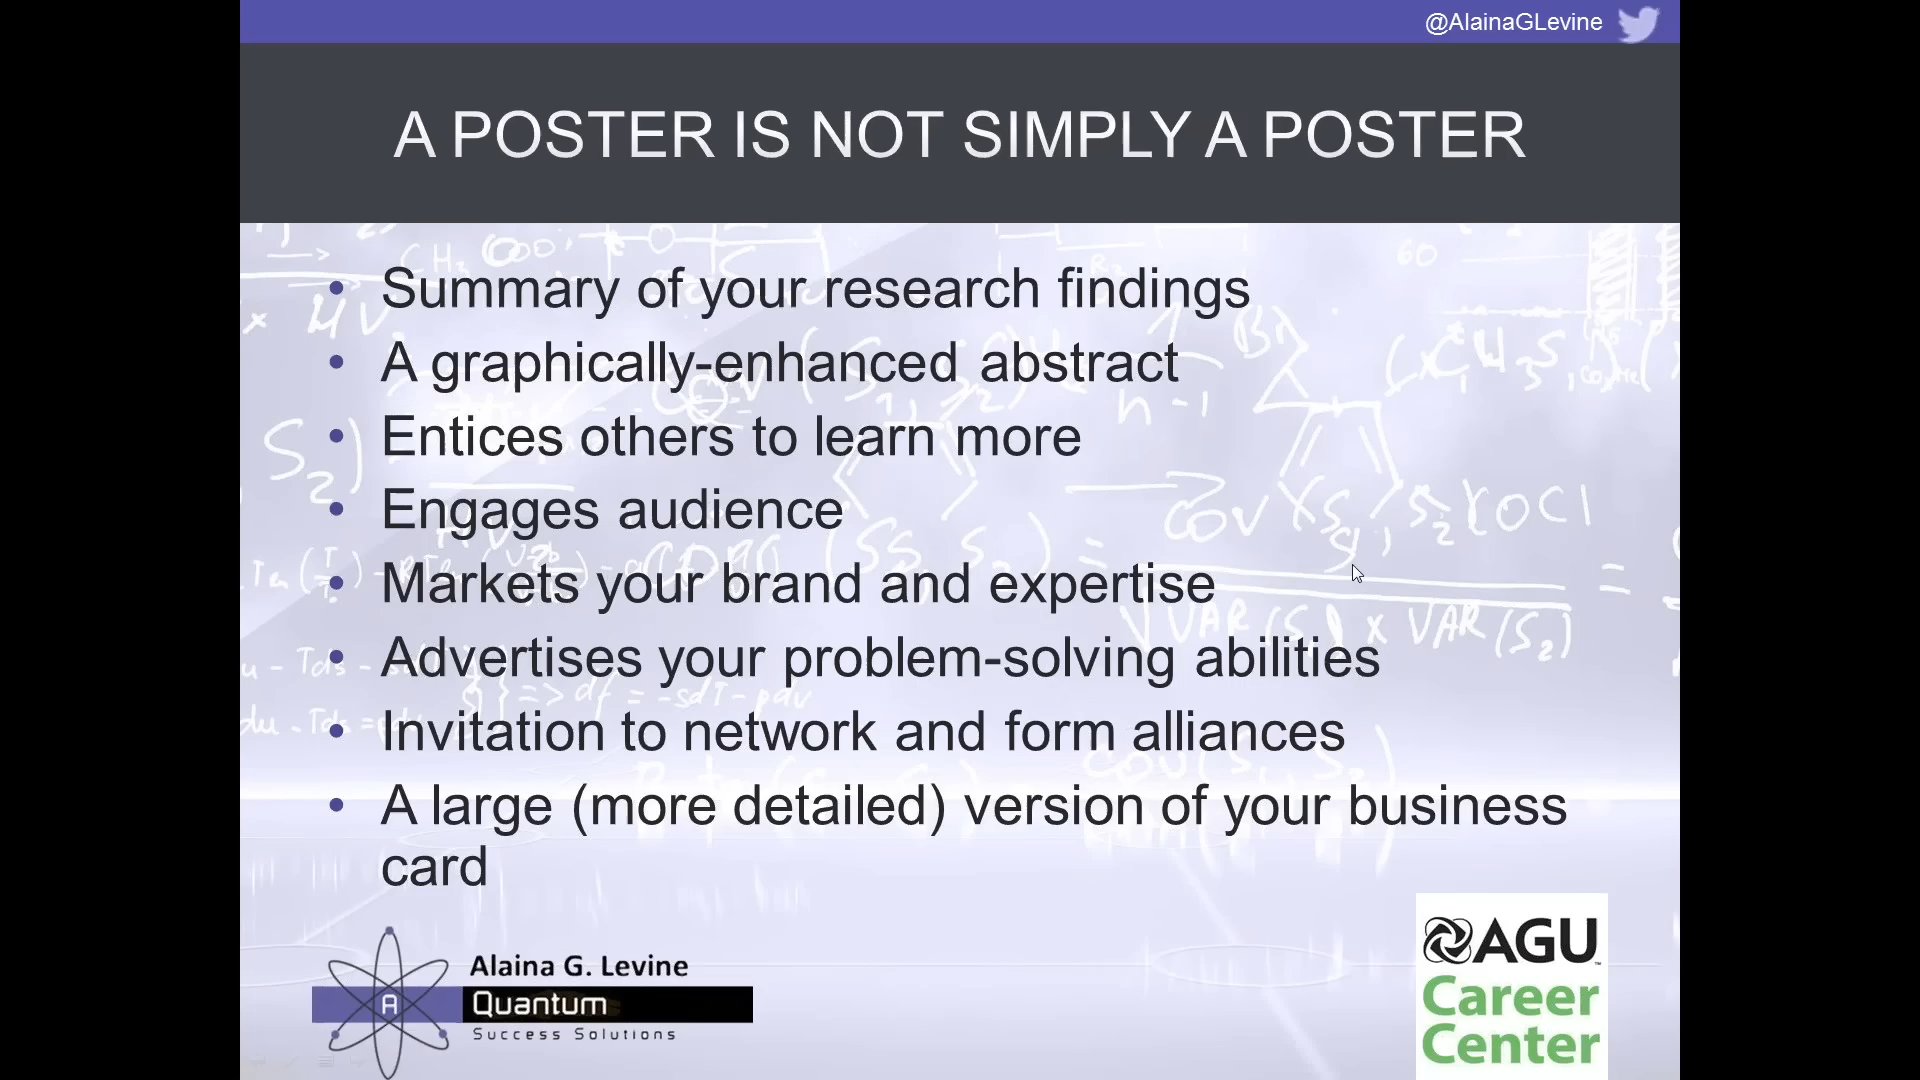 @AlainaGLevine
A POSTER IS NOT SIMPLY A POSTER
• Summary of your research findings
• A graphically-enhanced abstract
• Entices others to learn more
• Engages audience
• Markets your brand and expertise
• Advertises your problem-solving abilities
• Invitation to network and form alliances
• A large (more detailed) version of your business
card
A
Alaina G. Levine
Quantum
Success Solutions
AGU
Career
Center